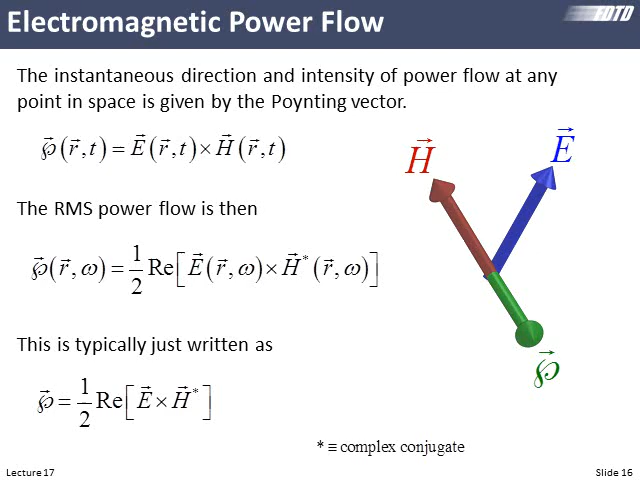 Electromagnetic Power Flow
FDTD
The instantaneous direction and intensity of power flow at any
point in space is given by the Poynting vector.
℘⃗(r⃗,t) = E⃗(r⃗,t) × H⃗(r⃗,t)
The RMS power flow is then
℘⃗(r⃗,ω) = 1/2 Re[E⃗(r⃗,ω) × H⃗*(r⃗,ω)]
This is typically just written as
℘⃗ = 1/2 Re[E⃗ × H⃗*]
H⃗
E⃗
℘⃗
* ≡ complex conjugate
Lecture 17
Slide 16